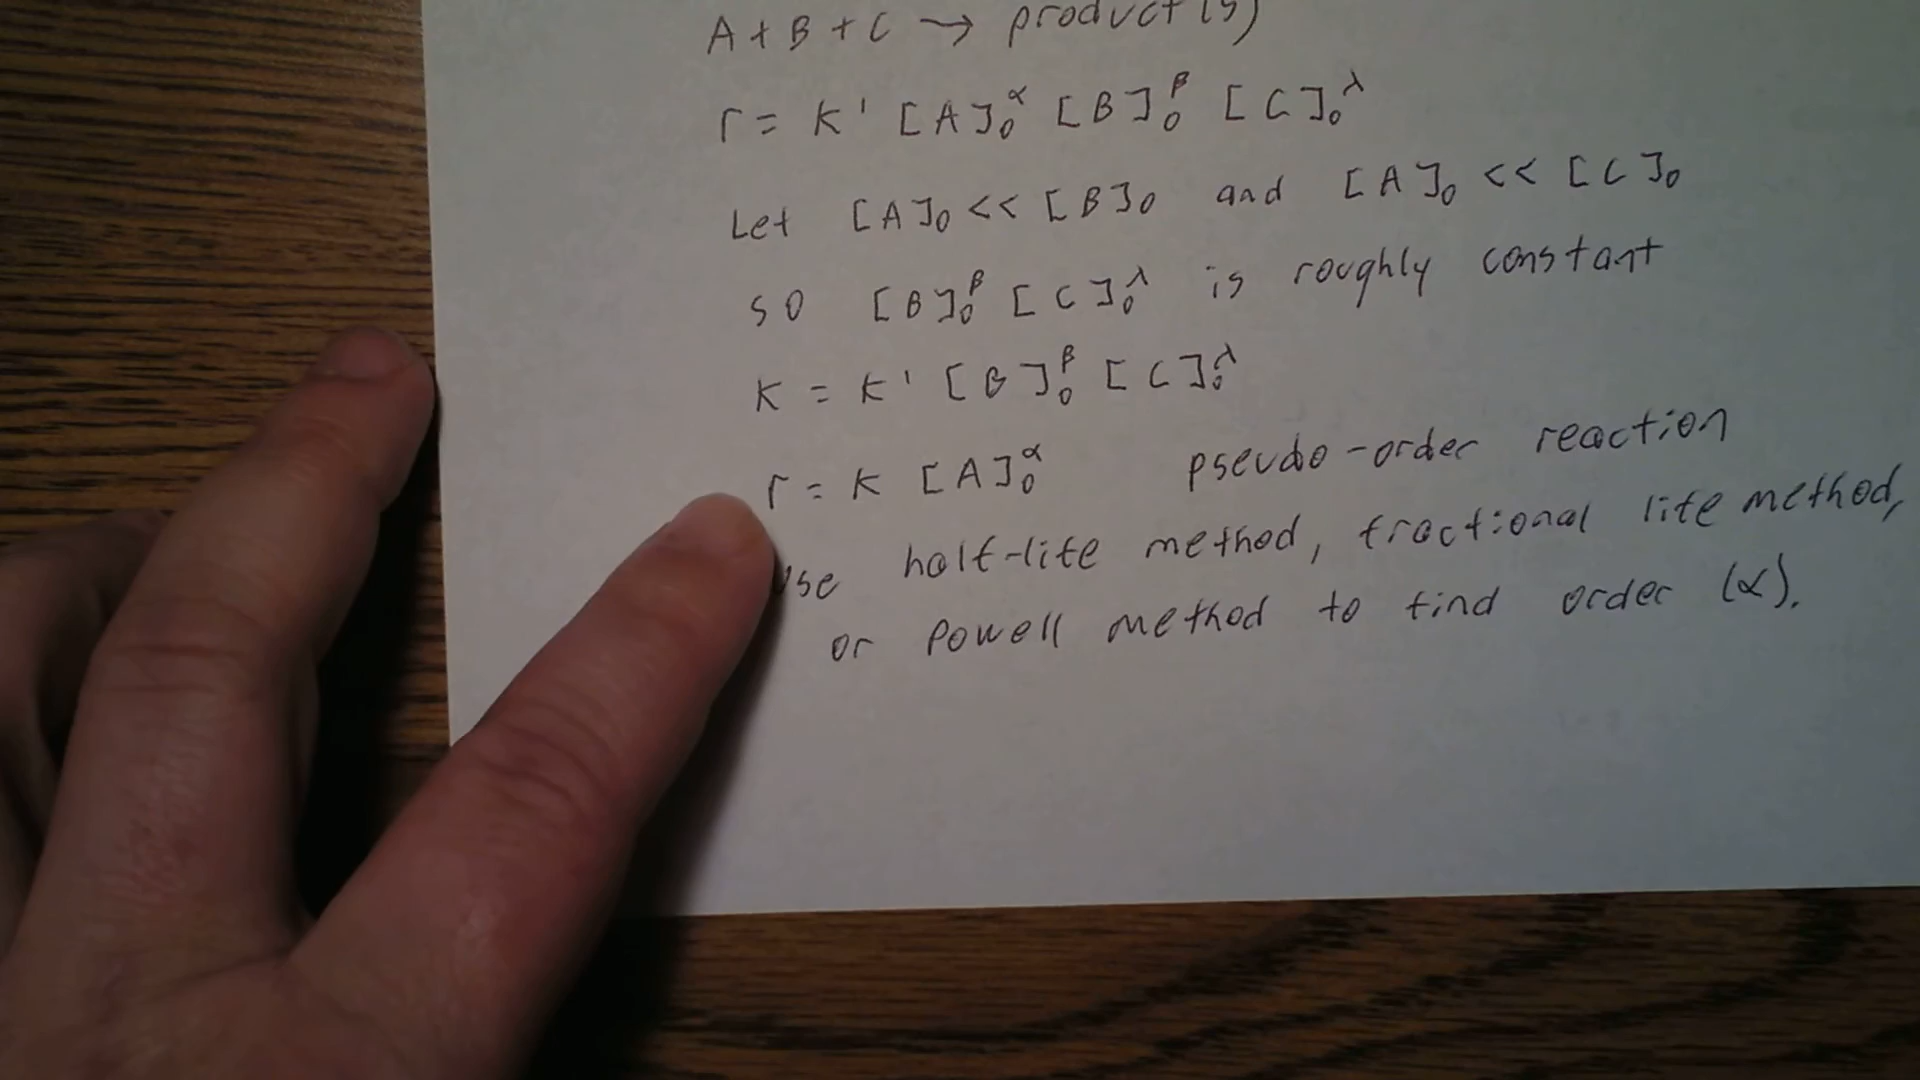 A + B + C → product(s)
r = k' [A]₀^α [B]₀^β [C]₀^λ
Let [A]₀ << [B]₀ and [A]₀ << [C]₀
so [B]₀^β [C]₀^λ is roughly constant
k = k' [B]₀^β [C]₀^λ
r = k [A]₀^α pseudo-order reaction
use half-life method, fractional life method,
or Powell method to find order (α).